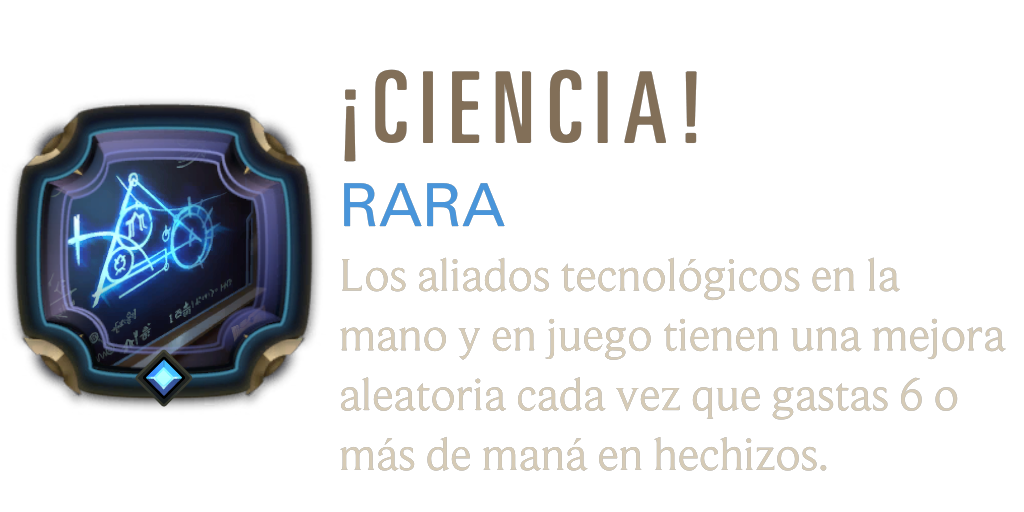 ¡CIENCIA!
RARA
Los aliados tecnológicos en la
mano y en juego tienen una mejora
aleatoria cada vez que gastas 6 o
más de maná en hechizos.